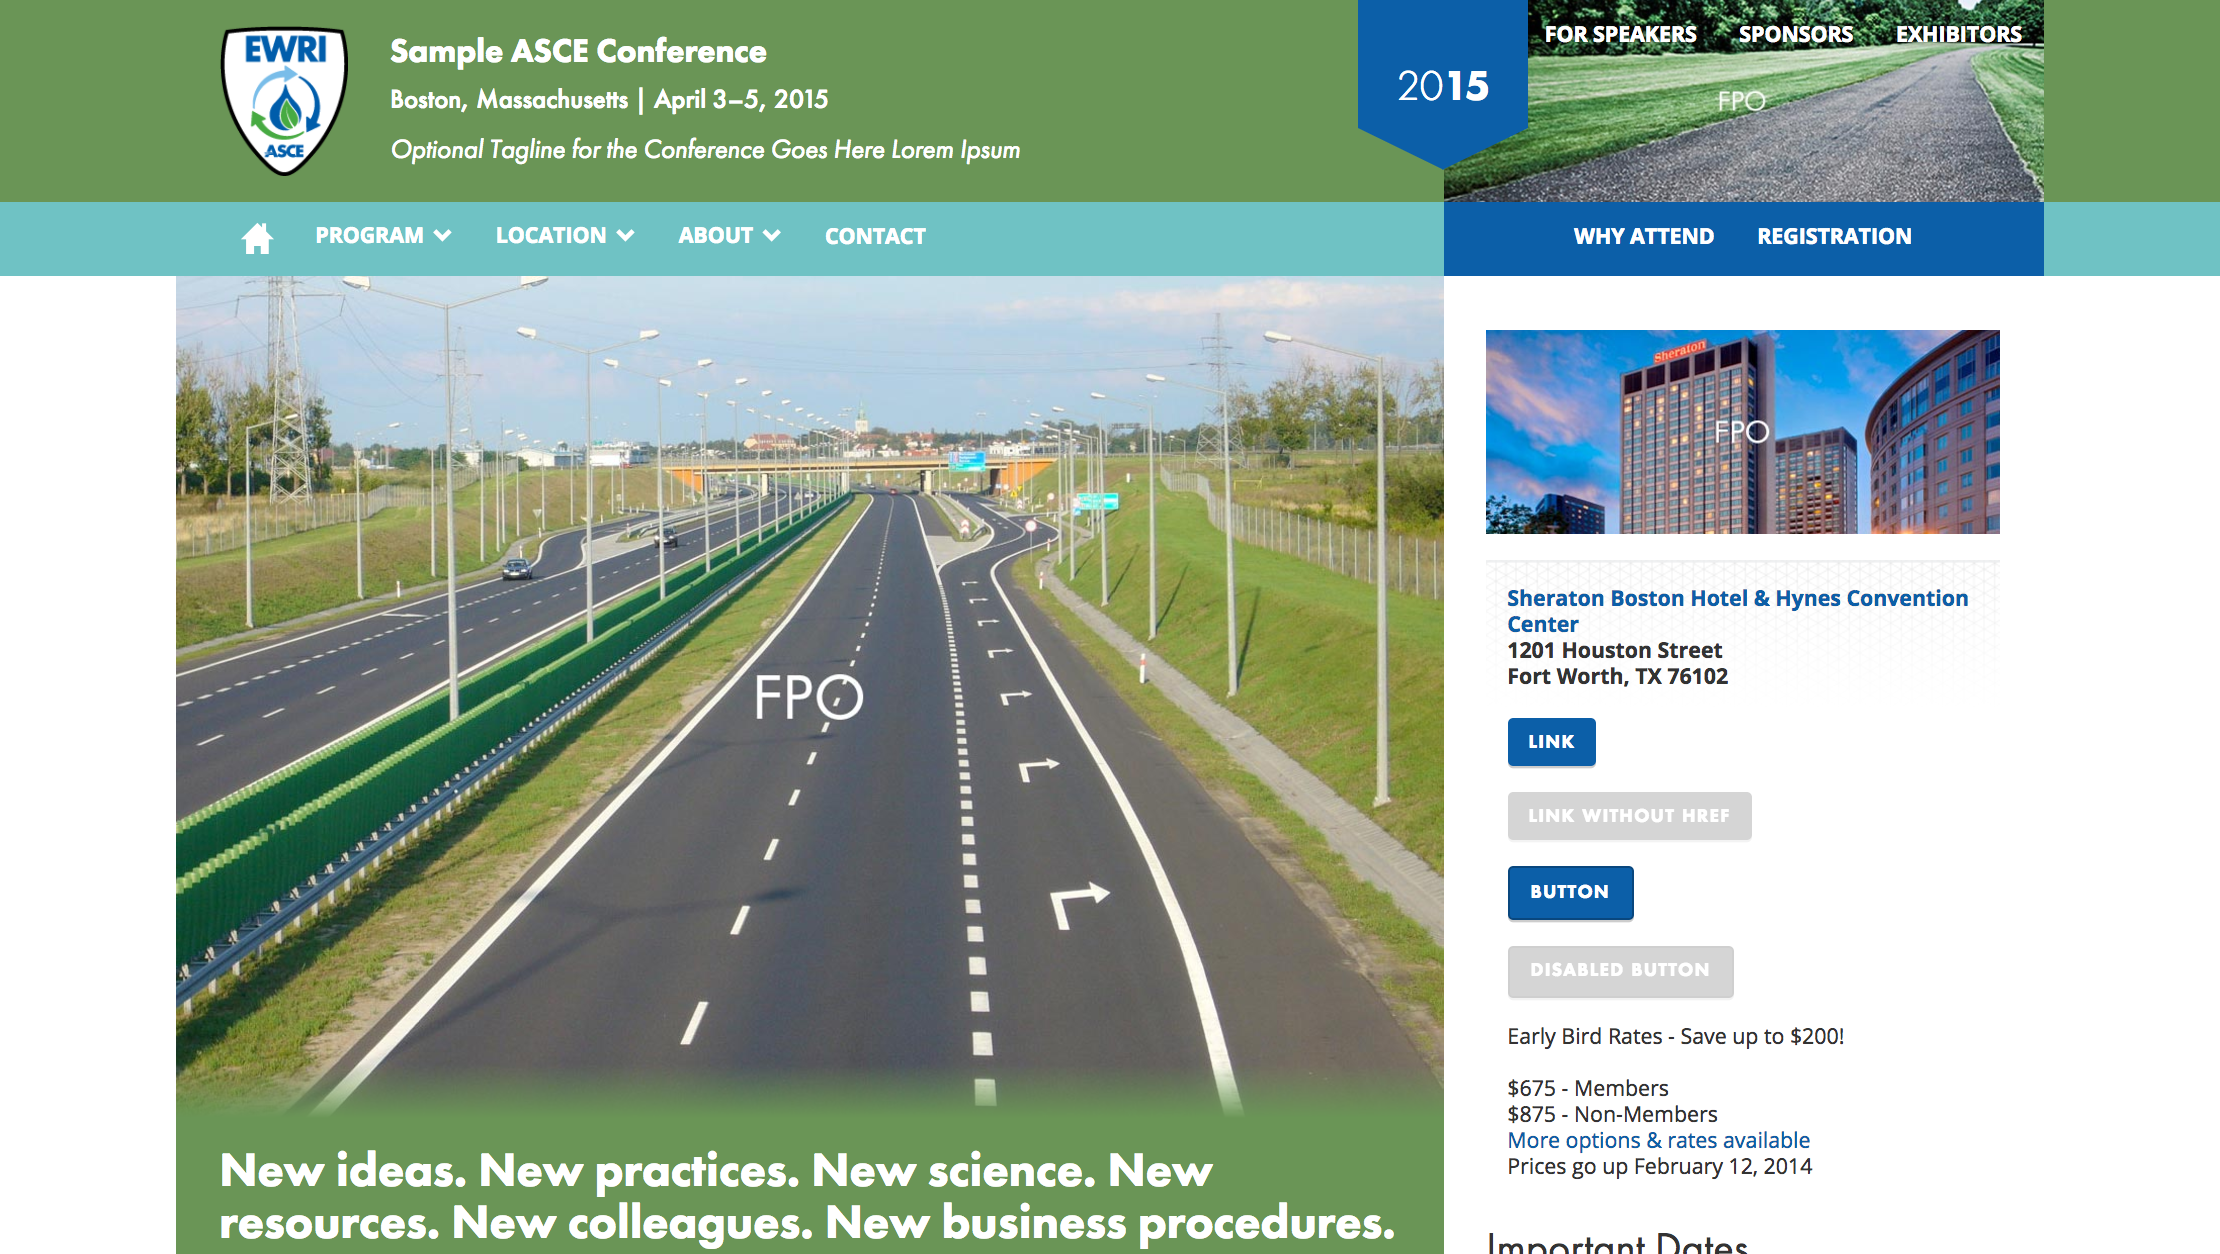 EWRI
ASCE
Sample ASCE Conference
Boston, Massachusetts | April 3–5, 2015
Optional Tagline for the Conference Goes Here Lorem Ipsum
2015
FOR SPEAKERS SPONSORS EXHIBITORS
FPO
PROGRAM LOCATION ABOUT CONTACT
WHY ATTEND REGISTRATION
FPO
New ideas. New practices. New science. New
resources. New colleagues. New business procedures.
Sheraton
FPO
Sheraton Boston Hotel & Hynes Convention
Center
1201 Houston Street
Fort Worth, TX 76102
LINK
LINK WITHOUT HREF
BUTTON
DISABLED BUTTON
Early Bird Rates - Save up to $200!
$675 - Members
$875 - Non-Members
More options & rates available
Prices go up February 12, 2014
Important Dates